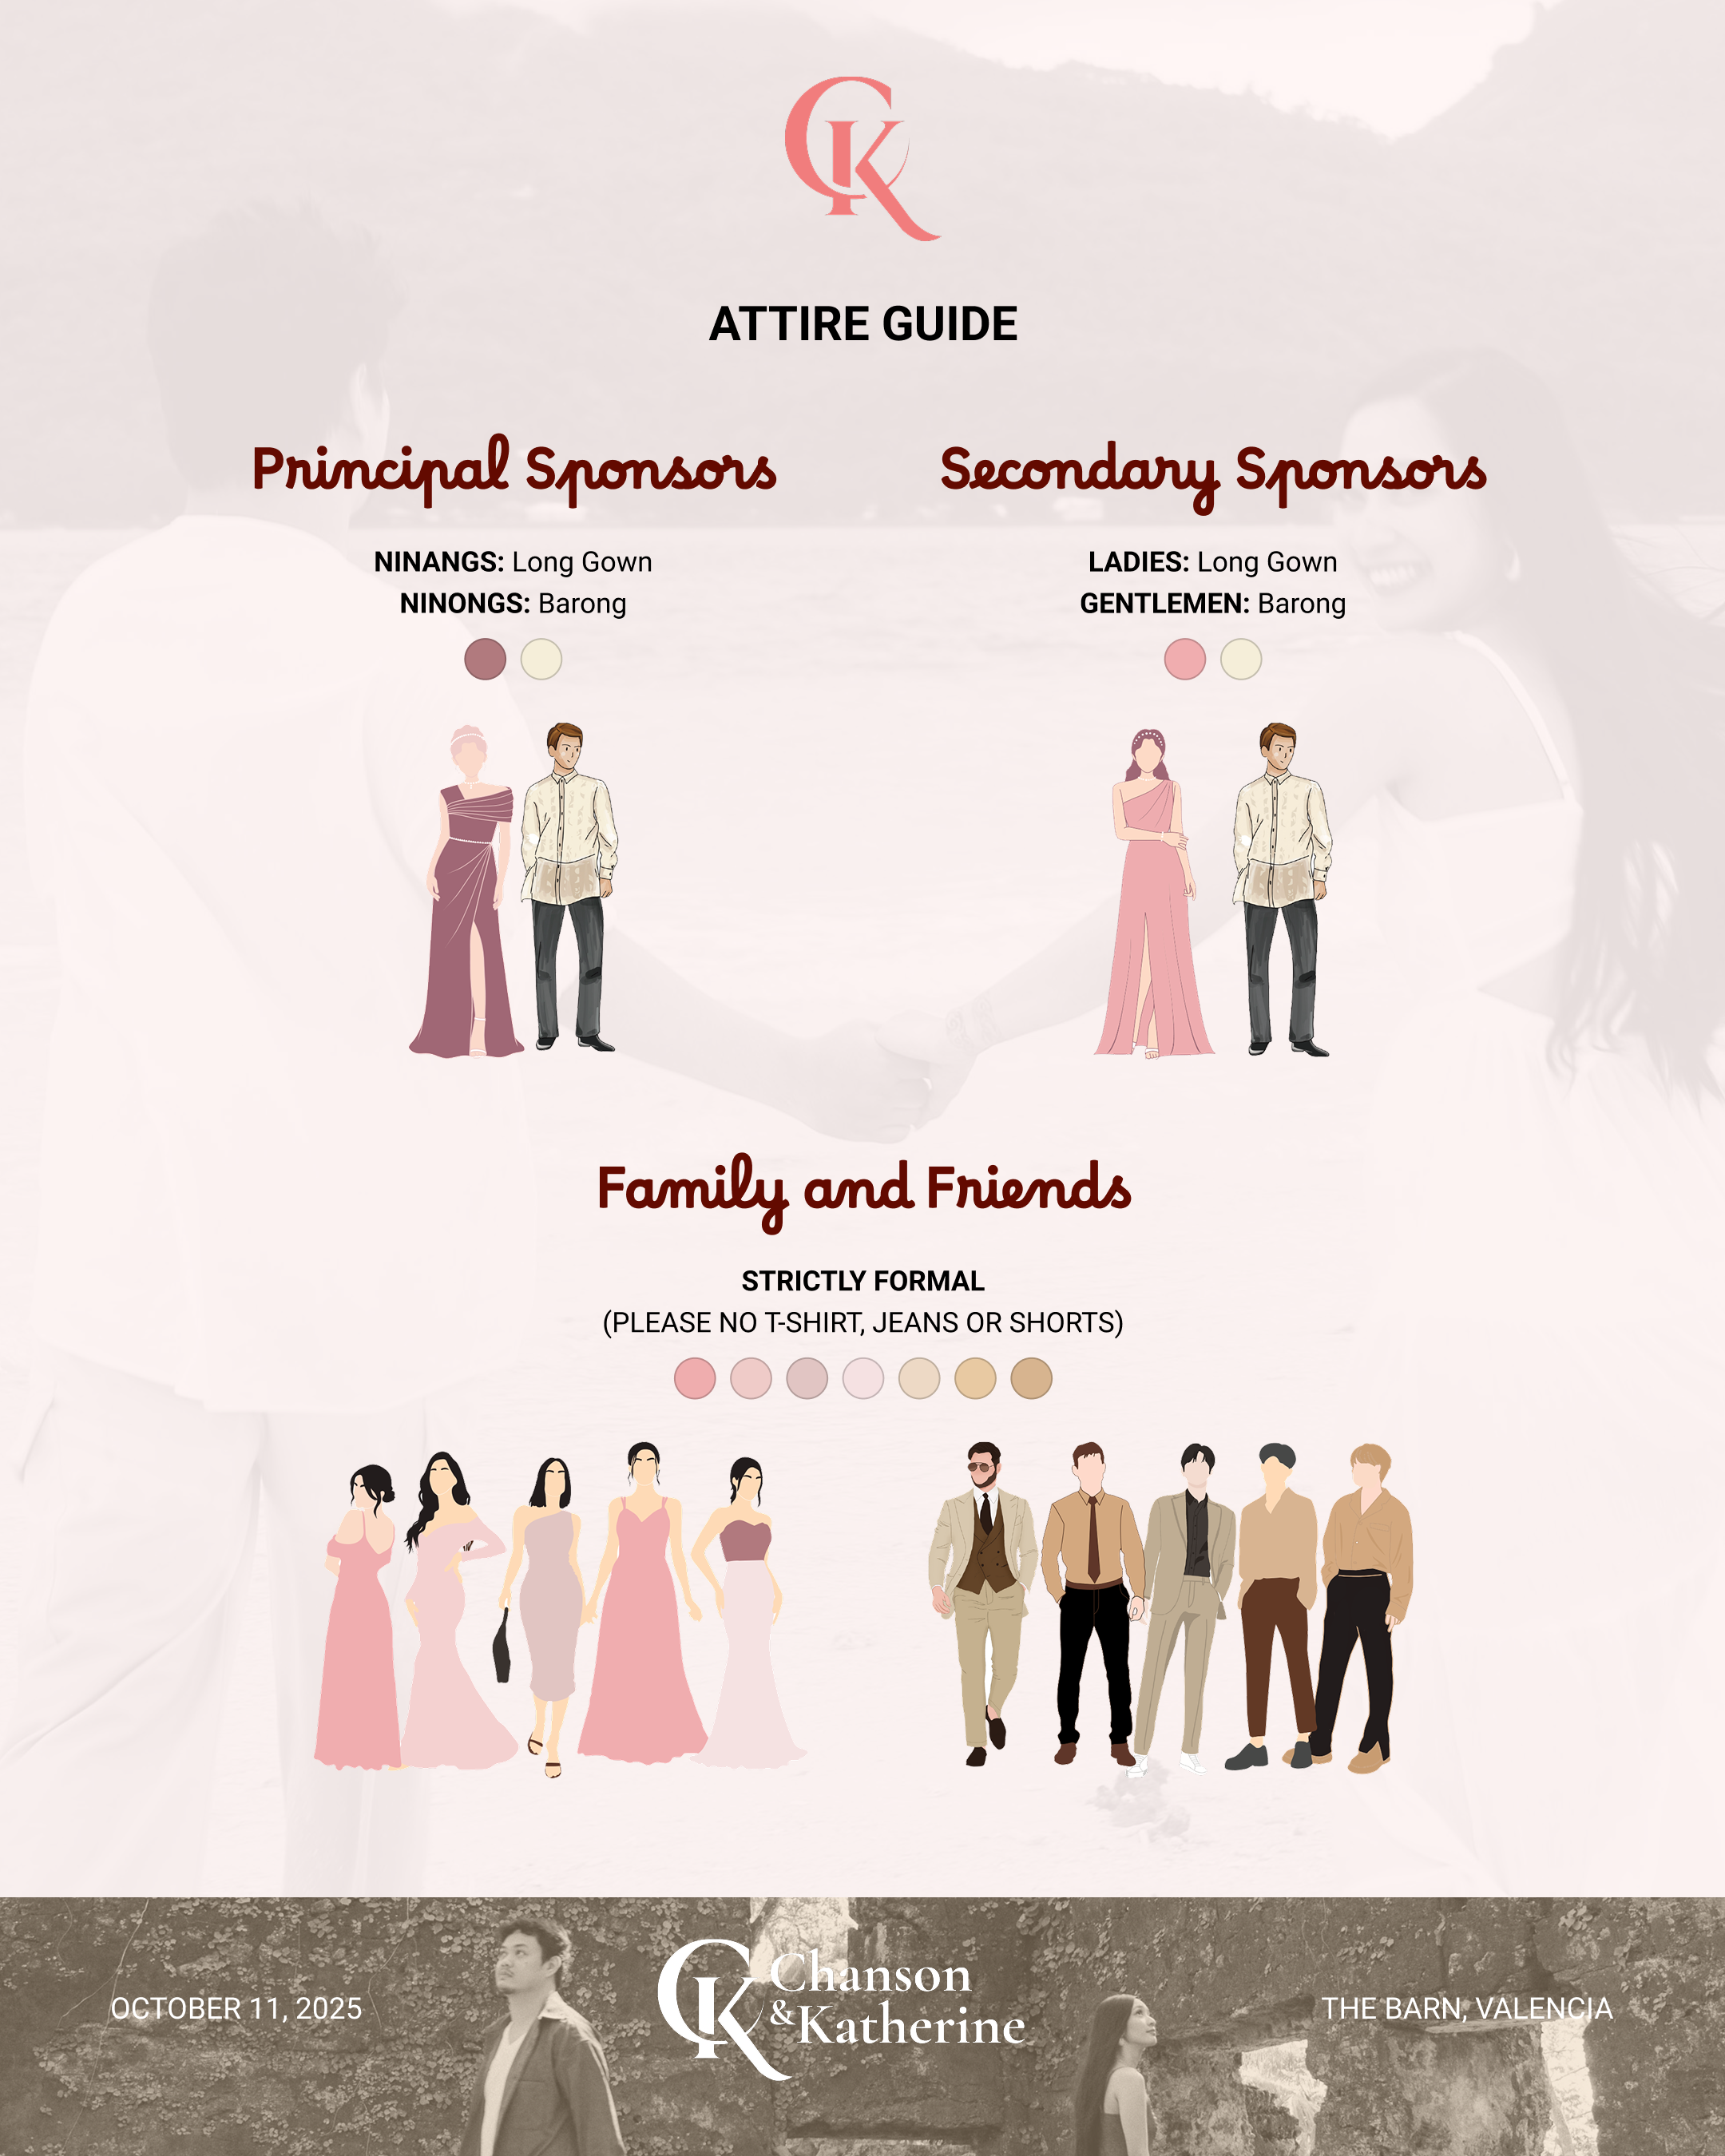 CK
ATTIRE GUIDE
Principal Sponsors
NINANGS: Long Gown
NINONGS: Barong
Secondary Sponsors
LADIES: Long Gown
GENTLEMEN: Barong
Family and Friends
STRICTLY FORMAL
(PLEASE NO T-SHIRT, JEANS OR SHORTS)
OCTOBER 11, 2025
CK
Chanson
&Katherine
THE BARN, VALENCIA